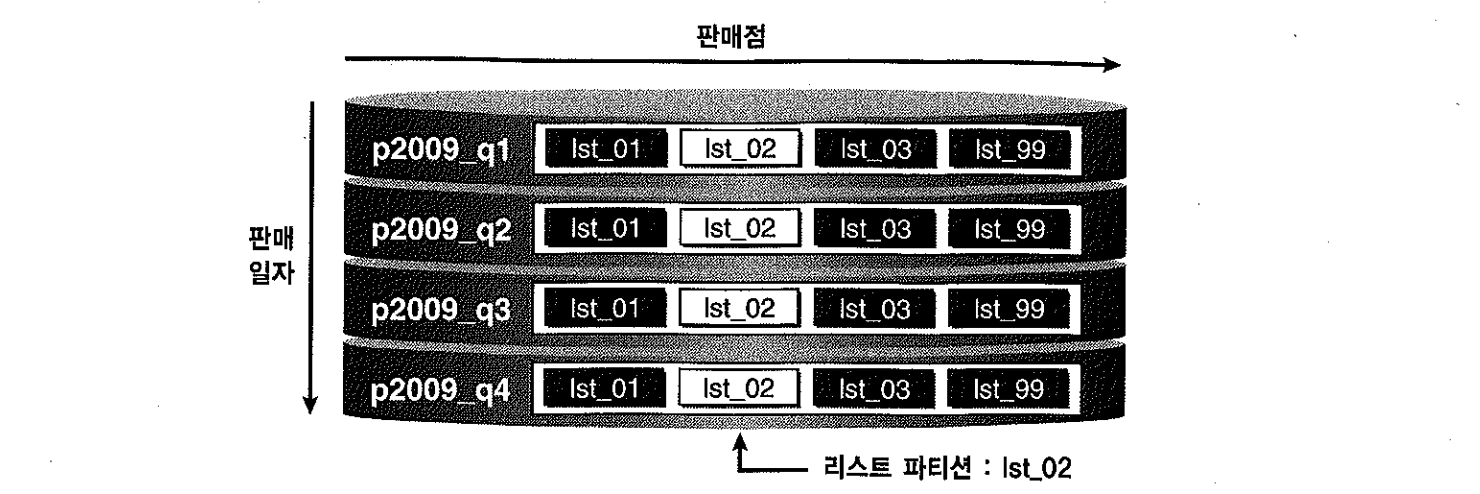 판매점
p2009_q1 lst_01 lst_02 lst_03 lst_99
p2009_q2 lst_01 lst_02 lst_03 lst_99
판매
일자
p2009_q3 lst_01 lst_02 lst_03 lst_99
p2009_q4 lst_01 lst_02 lst_03 lst_99
리스트 파티션 : lst_02